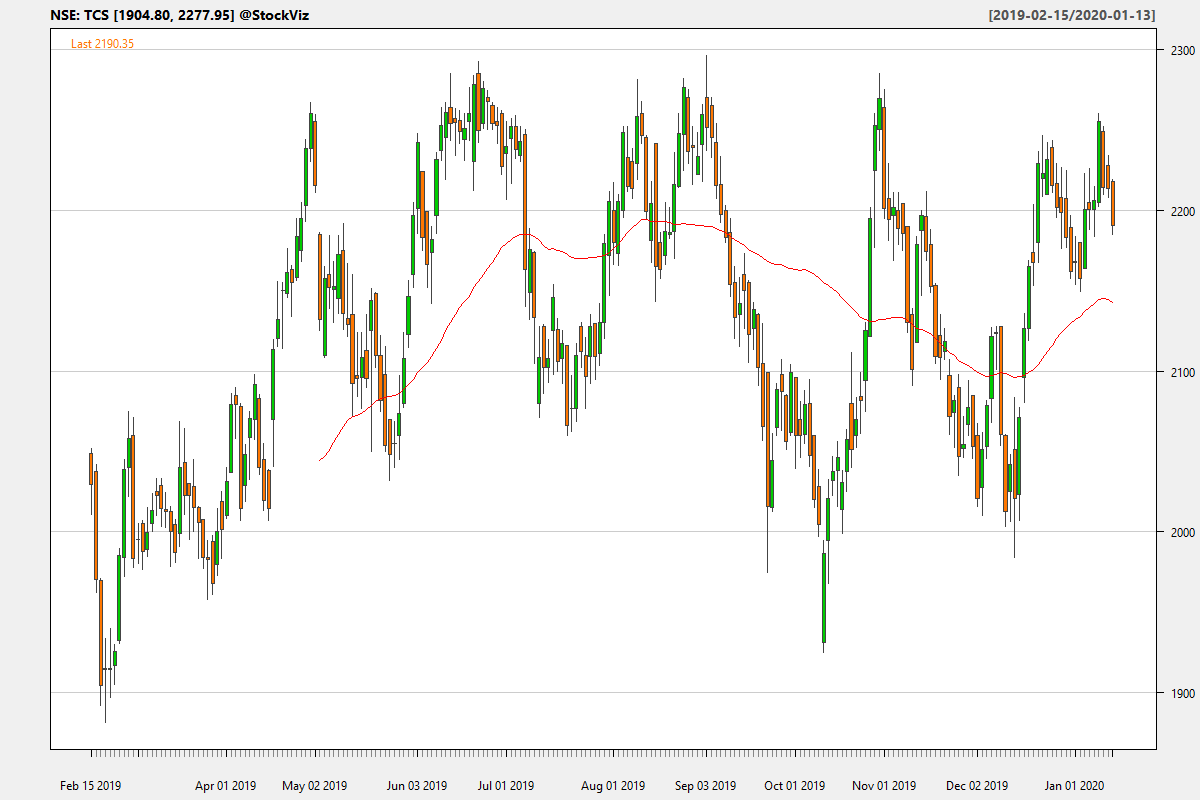 NSE: TCS [1904.80, 2277.95] @StockViz
[2019-02-15/2020-01-13]
Last 2190.35
2300
2200
2100
2000
1900
Feb 15 2019 Apr 01 2019 May 02 2019 Jun 03 2019 Jul 01 2019 Aug 01 2019 Sep 03 2019 Oct 01 2019 Nov 01 2019 Dec 02 2019 Jan 01 2020